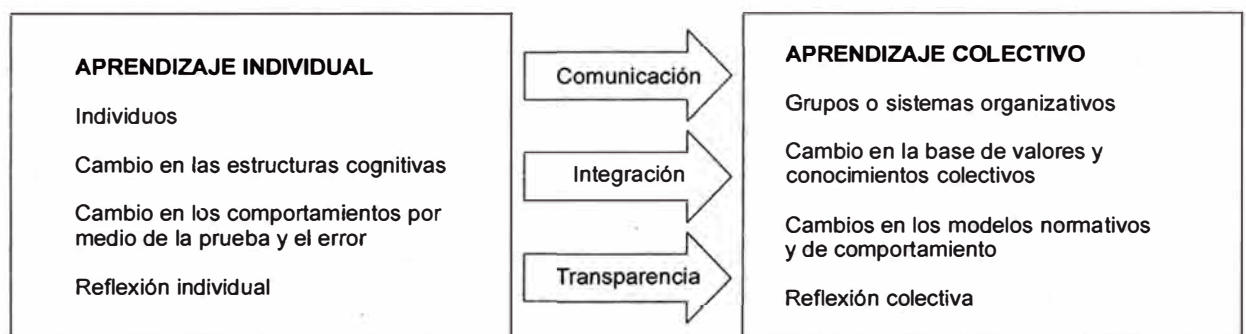 APRENDIZAJE INDIVIDUAL
Individuos
Cambio en las estructuras cognitivas
Cambio en los comportamientos por
medio de la prueba y el error
Reflexión individual
Comunicación
Integración
Transparencia
APRENDIZAJE COLECTIVO
Grupos o sistemas organizativos
Cambio en la base de valores y
conocimientos colectivos
Cambios en los modelos normativos
y de comportamiento
Reflexión colectiva